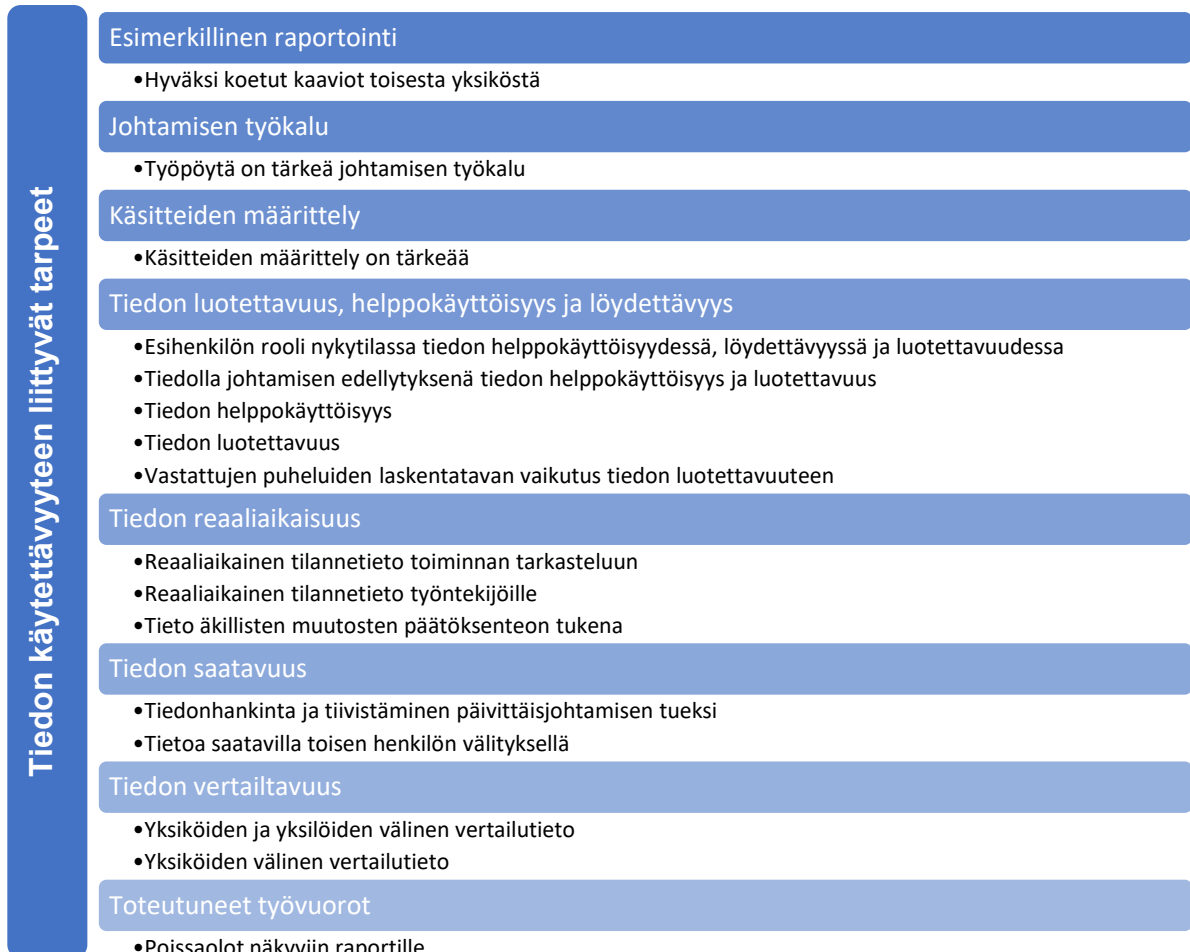 Tiedon käytettävyyteen liittyvät tarpeet
Esimerkillinen raportointi
•Hyväksi koetut kaaviot toisesta yksiköstä
Johtamisen työkalu
•Työpöytä on tärkeä johtamisen työkalu
Käsitteiden määrittely
•Käsitteiden määrittely on tärkeää
Tiedon luotettavuus, helppokäyttöisyys ja löydettävyys
•Esihenkilön rooli nykytilassa tiedon helppokäyttöisyydessä, löydettävyyssä ja luotettavuudessa
•Tiedolla johtamisen edellytyksenä tiedon helppokäyttöisyys ja luotettavuus
•Tiedon helppokäyttöisyys
•Tiedon luotettavuus
•Vastattujen puheluiden laskentatavan vaikutus tiedon luotettavuuteen
Tiedon reaaliaikaisuus
•Reaaliaikainen tilannetieto toiminnan tarkasteluun
•Reaaliaikainen tilannetieto työntekijöille
•Tieto äkillisten muutosten päätöksenteon tukena
Tiedon saatavuus
•Tiedonhankinta ja tiivistäminen päivittäisjohtamisen tueksi
•Tietoa saatavilla toisen henkilön välityksellä
Tiedon vertailtavuus
•Yksiköiden ja yksilöiden välinen vertailutieto
•Yksiköiden välinen vertailutieto
Toteutuneet työvuorot
•Poissaolot näkyviin raportille